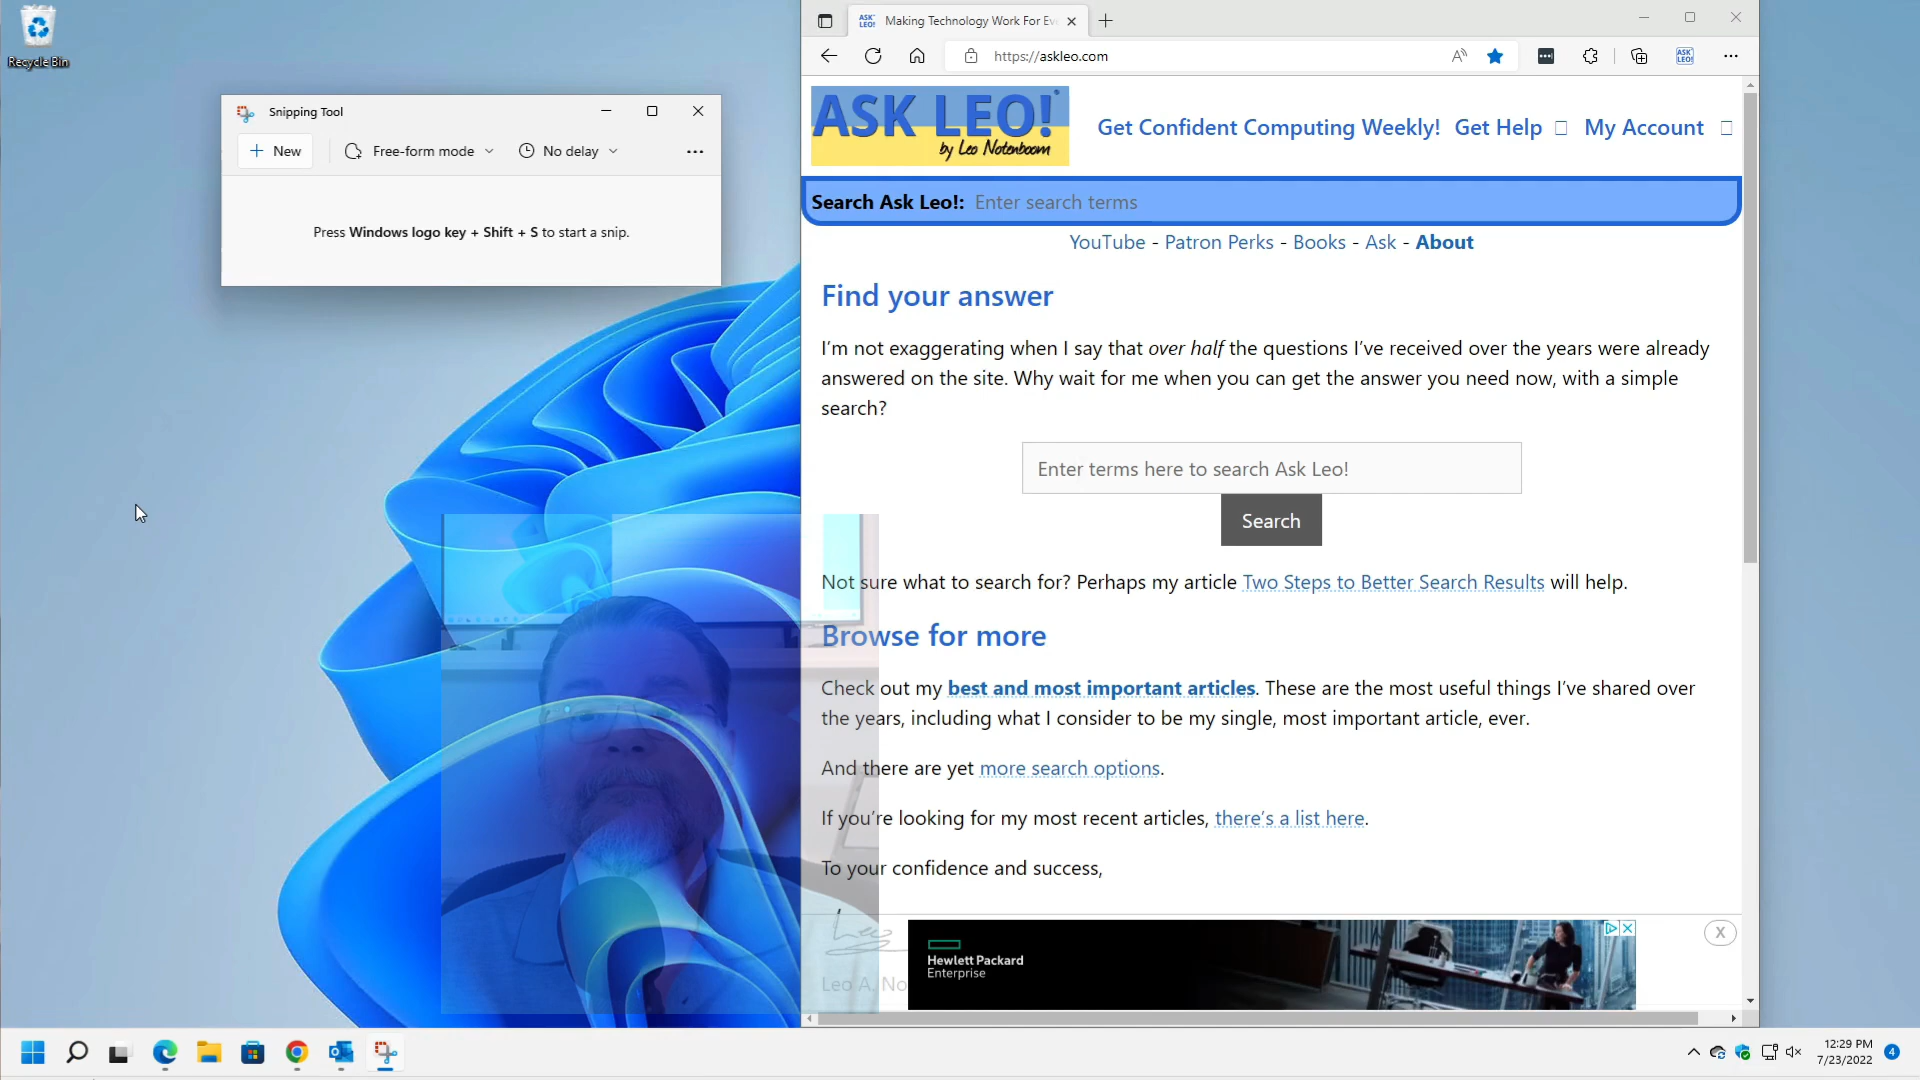 Recycle Bin
Snipping Tool
New
Free-form mode
No delay
Press Windows logo key + Shift + S to start a snip.
ASK LEO!
Making Technology Work For Eve
https://askleo.com
ASK LEO!
ASK LEO!
by Leo Notenboom
Get Confident Computing Weekly!
Get Help
My Account
Search Ask Leo!: Enter search terms
YouTube - Patron Perks - Books - Ask - About
Find your answer
I'm not exaggerating when I say that over half the questions I've received over the years were already
answered on the site. Why wait for me when you can get the answer you need now, with a simple
search?
Enter terms here to search Ask Leo!
Search
Not sure what to search for? Perhaps my article Two Steps to Better Search Results will help.
Browse for more
Check out my best and most important articles. These are the most useful things I've shared over
the years, including what I consider to be my single, most important article, ever.
And there are yet more search options.
If you're looking for my most recent articles, there's a list here.
To your confidence and success,
Leo
Leo A. No
Hewlett Packard
Enterprise
X
12:29 PM
7/23/2022
4